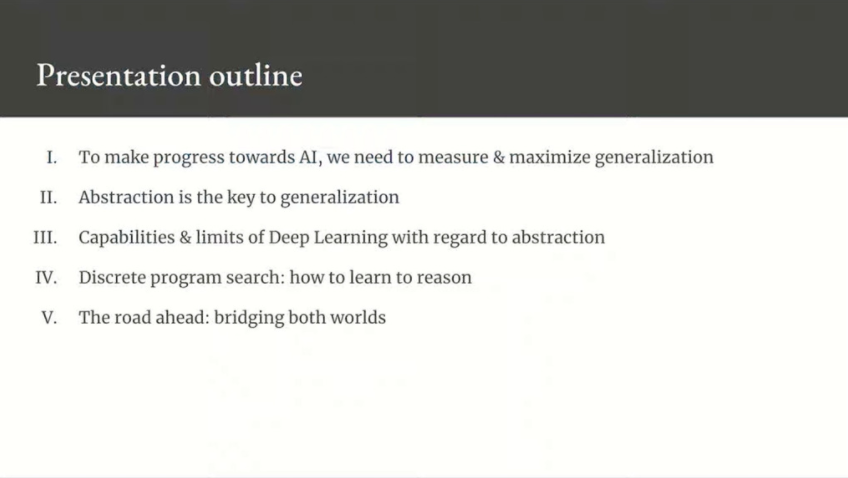 Presentation outline
I. To make progress towards AI, we need to measure & maximize generalization
II. Abstraction is the key to generalization
III. Capabilities & limits of Deep Learning with regard to abstraction
IV. Discrete program search: how to learn to reason
V. The road ahead: bridging both worlds